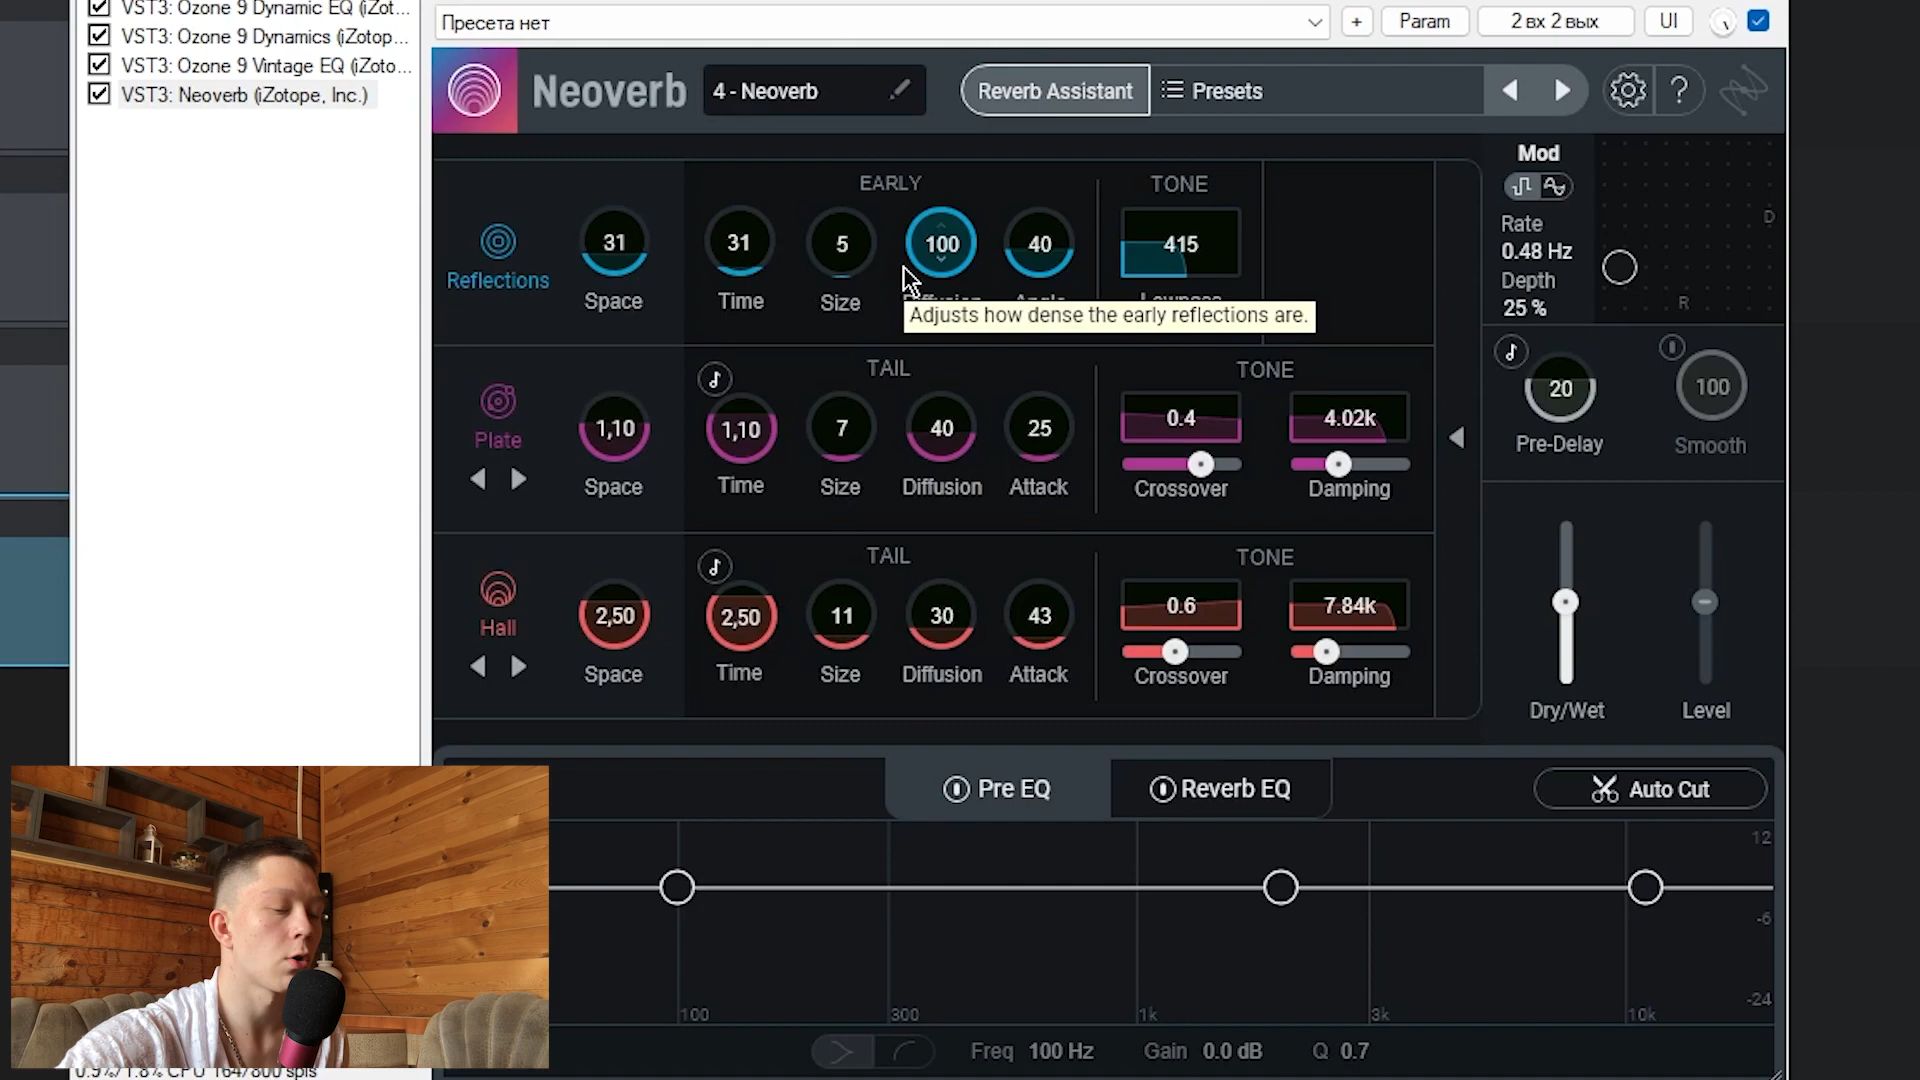 VST3: Ozone 9 Dynamic EQ (iZot...
VST3: Ozone 9 Dynamics (iZotop...
VST3: Ozone 9 Vintage EQ (iZoto...
VST3: Neoverb (iZotope, Inc.)
Пресета нет
+
Param
2 вх 2 вых
UI
Neoverb
4 - Neoverb
Reverb Assistant
Presets
?
EARLY
TONE
Reflections
31
Space
31
Time
5
Size
100
40
415
Adjusts how dense the early reflections are.
Mod
Rate
0.48 Hz
Depth
25 %
D
R
Plate
TAIL
TONE
1,10
Space
1,10
Time
7
Size
40
Diffusion
25
Attack
0.4
Crossover
4.02k
Damping
20
Pre-Delay
100
Smooth
Hall
TAIL
TONE
2,50
Space
2,50
Time
11
Size
30
Diffusion
43
Attack
0.6
Crossover
7.84k
Damping
Dry/Wet
Level
Pre EQ
Reverb EQ
Auto Cut
12
-6
-24
100
300
1k
3k
10k
Freq 100 Hz
Gain 0.0 dB
Q 0.7